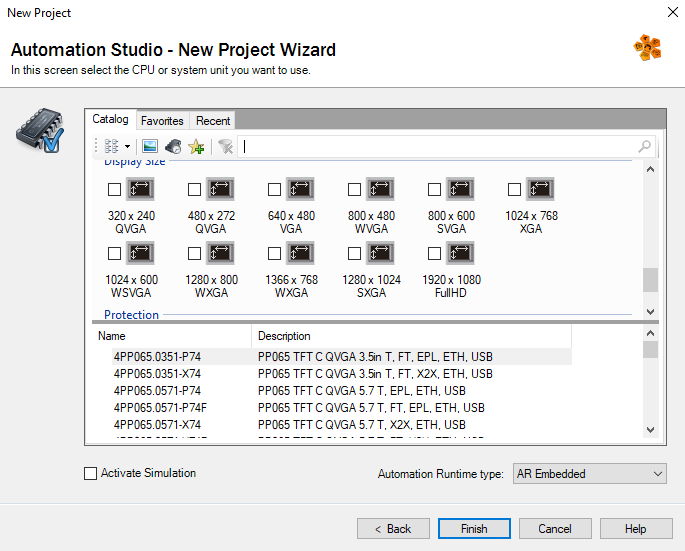 New Project
Automation Studio - New Project Wizard
In this screen select the CPU or system unit you want to use.
Catalog Favorites Recent
Display Size
320 x 240 480 x 272 640 x 480 800 x 480 800 x 600 1024 x 768
QVGA QVGA VGA WVGA SVGA XGA
1024 x 600 1280 x 800 1366 x 768 1280 x 1024 1920 x 1080
WSVGA WXGA WXGA SXGA FullHD
Protection
Name Description
4PP065.0351-P74 PP065 TFT C QVGA 3.5in T, FT, EPL, ETH, USB
4PP065.0351-X74 PP065 TFT C QVGA 3.5in T, FT, X2X, ETH, USB
4PP065.0571-P74 PP065 TFT C QVGA 5.7 T, EPL, ETH, USB
4PP065.0571-P74F PP065 TFT C QVGA 5.7 T, FT, EPL, ETH, USB
4PP065.0571-X74 PP065 TFT C QVGA 5.7 T, X2X, ETH, USB
Activate Simulation Automation Runtime type: AR Embedded
< Back Finish Cancel Help